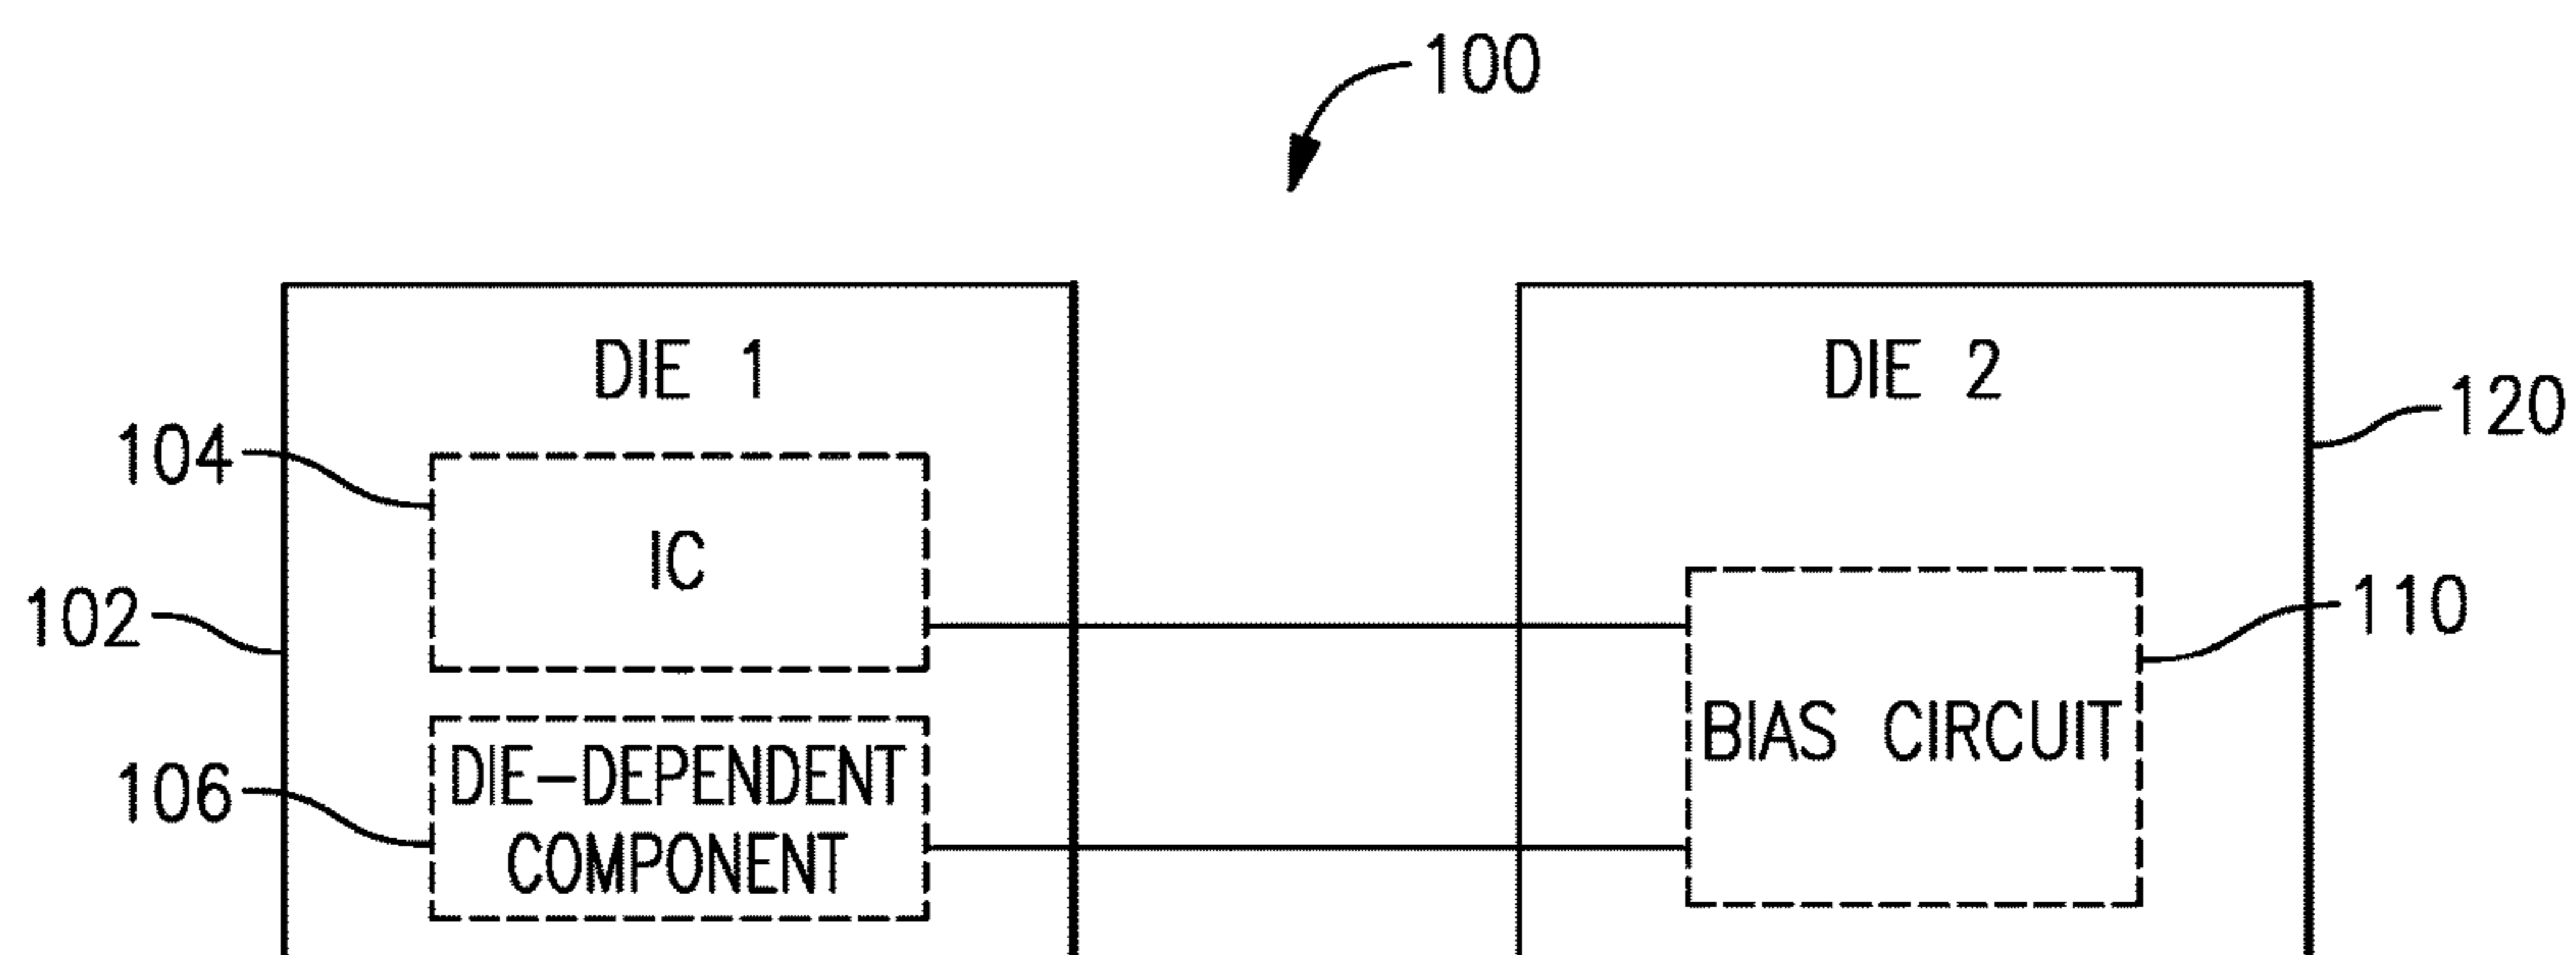 100
DIE 1
DIE 2
120
104
IC
102
110
BIAS CIRCUIT
106
DIE-DEPENDENT
COMPONENT